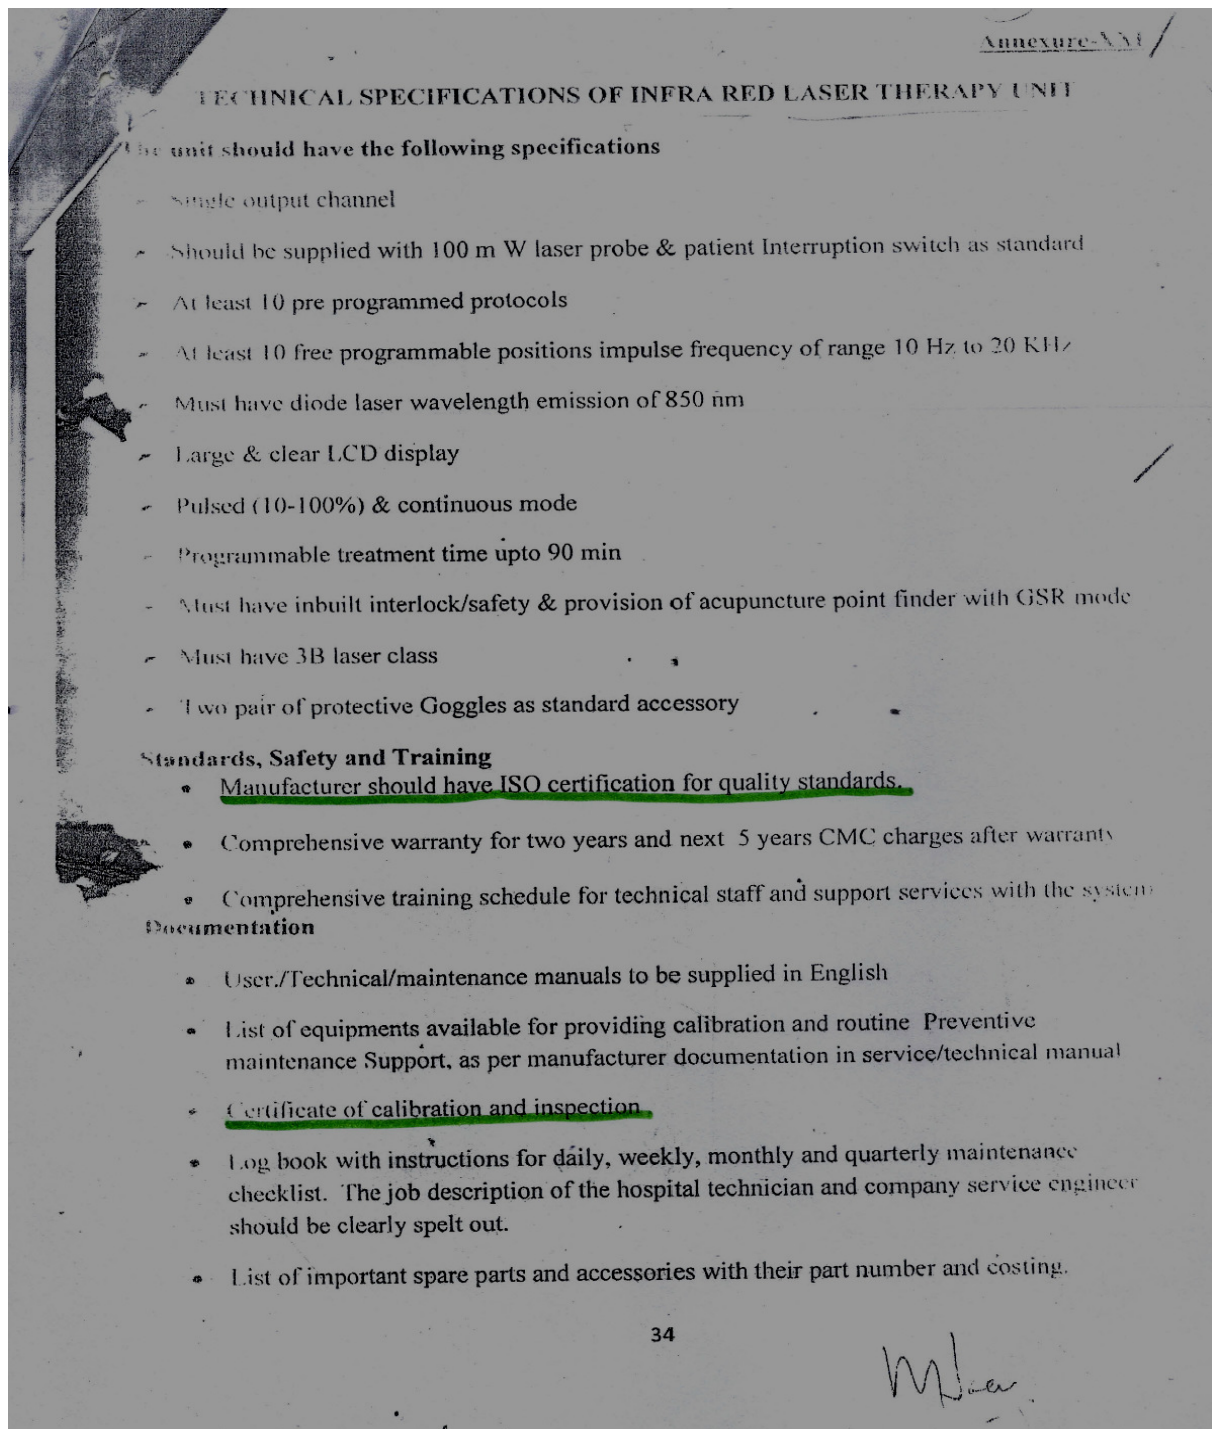 TECHNICAL SPECIFICATIONS OF INFRA RED LASER THERAPY UNIT
The unit should have the following specifications
- Single output channel
- Should be supplied with 100 m W laser probe & patient Interruption switch as standard
- At least 10 pre programmed protocols
- At least 10 free programmable positions impulse frequency of range 10 Hz to 20 KHz
- Must have diode laser wavelength emission of 850 nm
- Large & clear LCD display
- Pulsed (10-100%) & continuous mode
- Programmable treatment time upto 90 min
- Must have inbuilt interlock/safety & provision of acupuncture point finder with GSR mode
- Must have 3B laser class
- Two pair of protective Goggles as standard accessory
Standards, Safety and Training
• Manufacturer should have ISO certification for quality standards.
• Comprehensive warranty for two years and next 5 years CMC charges after warranty
• Comprehensive training schedule for technical staff and support services with the system
Documentation
• User./Technical/maintenance manuals to be supplied in English
• List of equipments available for providing calibration and routine Preventive
maintenance Support, as per manufacturer documentation in service/technical manual
• Certificate of calibration and inspection
• Log book with instructions for daily, weekly, monthly and quarterly maintenance
checklist. The job description of the hospital technician and company service engineer
should be clearly spelt out.
• List of important spare parts and accessories with their part number and costing.
34